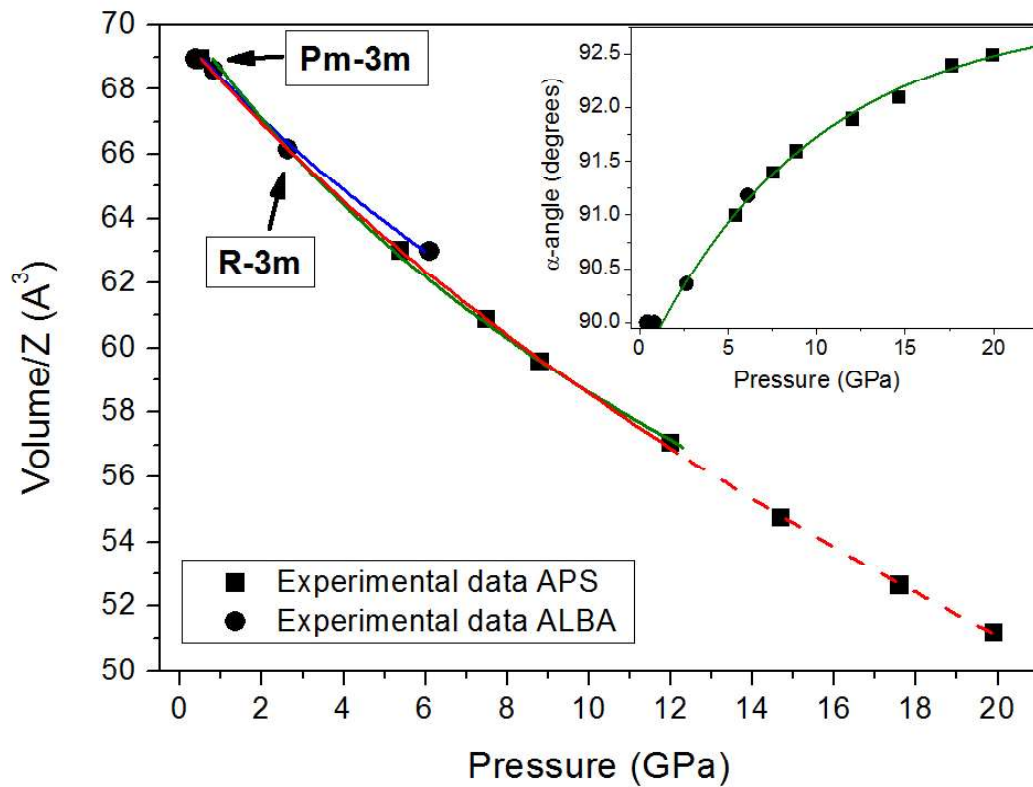 70
68
66
64
62
60
58
56
54
52
50
Volume/Z (A³)
0 2 4 6 8 10 12 14 16 18 20
Pressure (GPa)
Pm-3m
R-3m
Experimental data APS
Experimental data ALBA
92.5
92.0
91.5
91.0
90.5
90.0
α-angle (degrees)
0 5 10 15 20
Pressure (GPa)